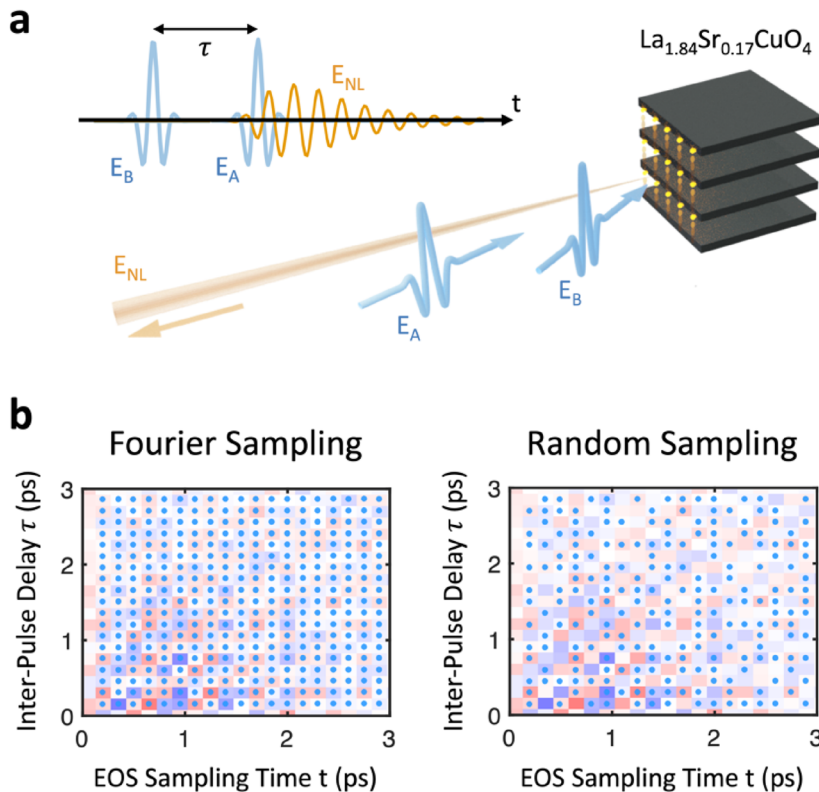 a
τ
E_NL
t
E_B
E_A
La₁.₈₄Sr₀.₁₇CuO₄
E_NL
E_A
E_B
b
Fourier Sampling
Random Sampling
Inter-Pulse Delay τ (ps)
3
2
1
0
0 1 2 3
EOS Sampling Time t (ps)
Inter-Pulse Delay τ (ps)
3
2
1
0
0 1 2 3
EOS Sampling Time t (ps)